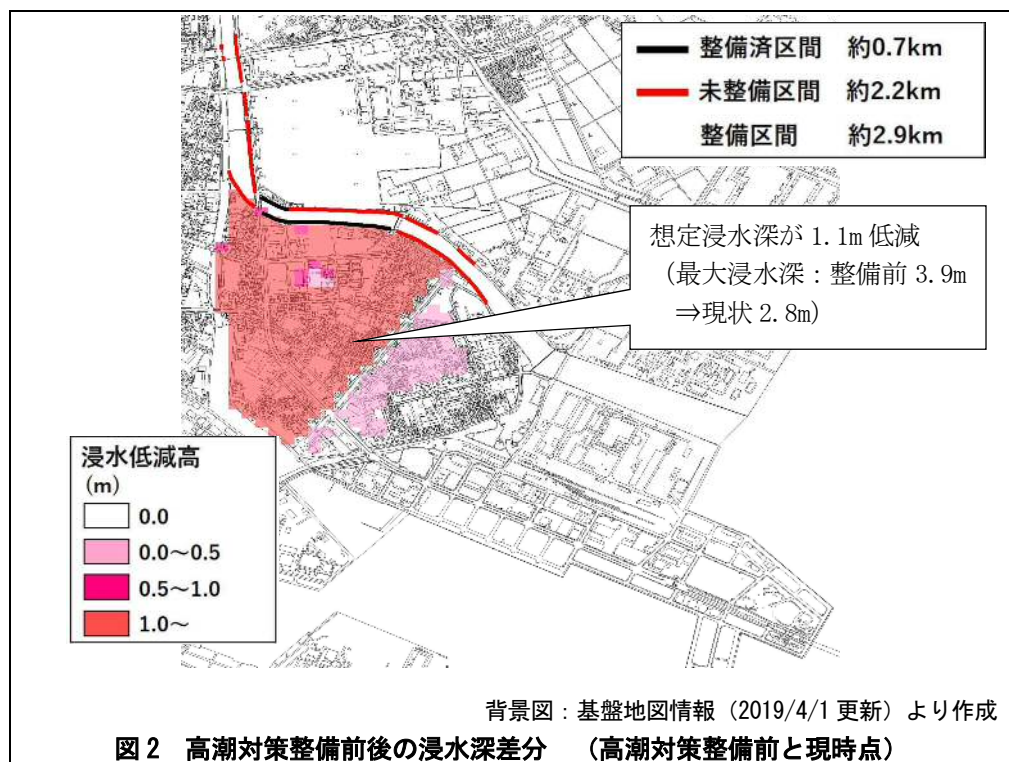 整備済区間 約0.7km
未整備区間 約2.2km
整備区間 約2.9km
想定浸水深が 1.1m 低減
（最大浸水深：整備前 3.9m
⇒現状 2.8m）
浸水低減高
(m)
0.0
0.0～0.5
0.5～1.0
1.0～
背景図：基盤地図情報（2019/4/1 更新）より作成
図２ 高潮対策整備前後の浸水深差分 （高潮対策整備前と現時点）